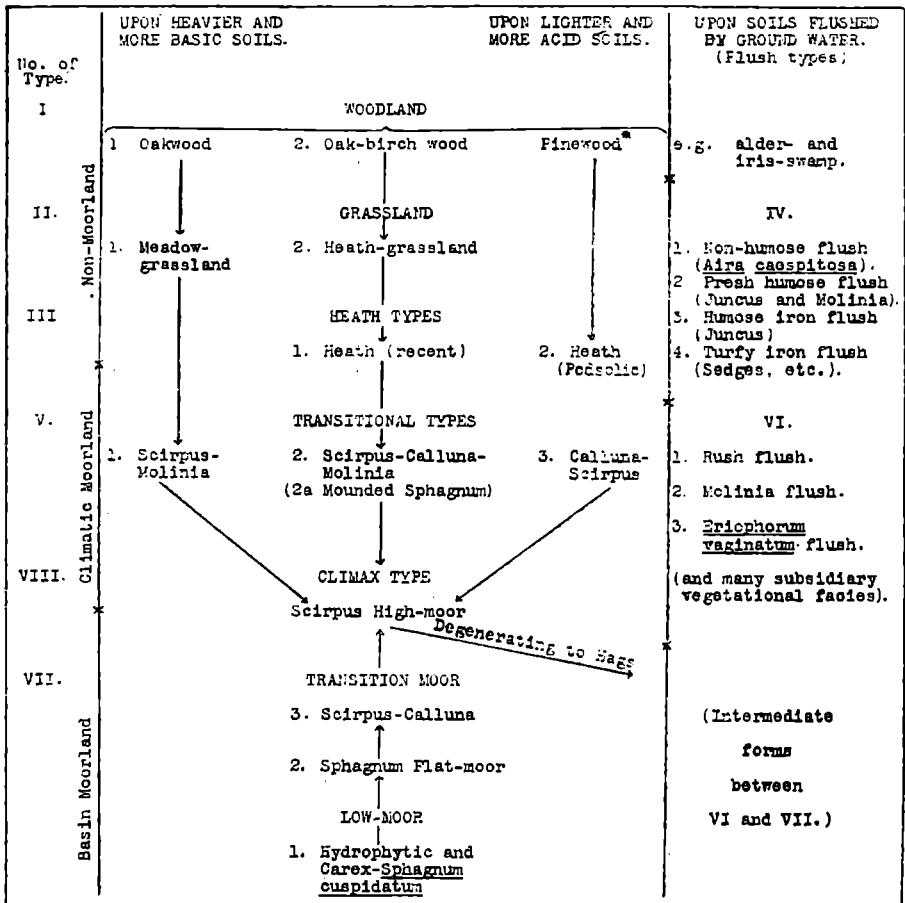 UPON HEAVIER AND
MORE BASIC SOILS.
UPON LIGHTER AND
MORE ACID SOILS.
UPON SOILS FLUSHED
BY GROUND WATER.
(Flush types)
No. of
Type.
I
WOODLAND
1 Oakwood
2. Oak-birch wood
Pinewood*
e.g. alder- and
iris-swamp.
Non-Moorland
II.
GRASSLAND
IV.
1. Meadow-
grassland
2. Heath-grassland
1. Non-humose flush
(Aira caespitosa).
2 Fresh humose flush
(Juncus and Molinia).
III
HEATH TYPES
3. Humose iron flush
(Juncus)
1. Heath (recent)
2. Heath
(Podsolic)
4. Turfy iron flush
(Sedges, etc.).
Climatic Moorland
V.
TRANSITIONAL TYPES
VI.
1. Scirpus-
Molinia
2. Scirpus-Calluna-
Molinia
(2a Mounded Sphagnum)
3. Calluna-
Scirpus
1. Rush flush.
2. Molinia flush.
3. Eriophorum
vaginatum flush.
VIII.
CLIMAX TYPE
(and many subsidiary
vegetational facies).
Scirpus High-moor
Degenerating to Hags
Basin Moorland
VII.
TRANSITION MOOR
3. Scirpus-Calluna
(Intermediate
forms
2. Sphagnum Flat-moor
between
LOW-MOOR
VI and VII.)
1. Hydrophytic and
Carex-Sphagnum
cuspidatum